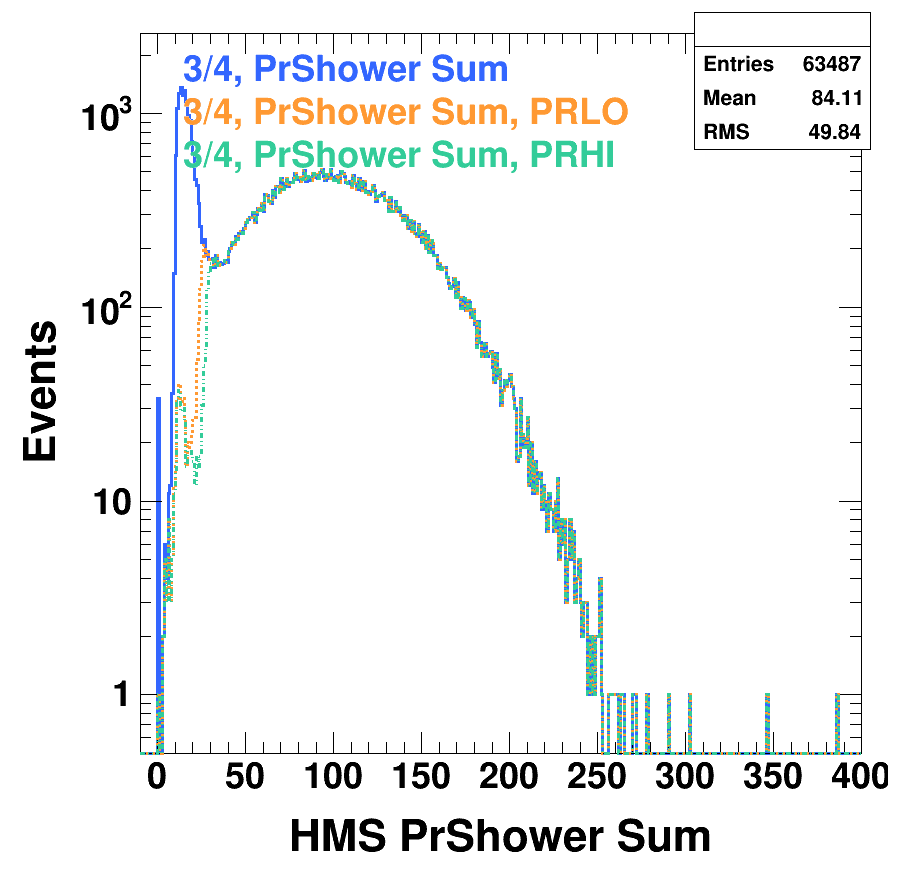 3/4, PrShower Sum
3/4, PrShower Sum, PRLO
3/4, PrShower Sum, PRHI
Entries 63487
Mean 84.11
RMS 49.84
Events
10³
10²
10
1
0 50 100 150 200 250 300 350 400
HMS PrShower Sum